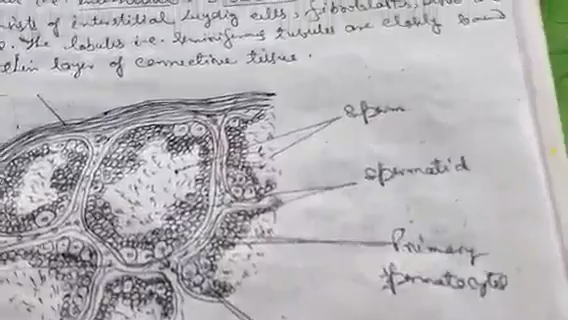 of interstitial Leydig cells, fibroblasts,
The lobules i.e. Seminiferous tubules are closely bound
thin layer of connective tissue.
Sperm
Spermatid
Primary
Spermatocyte